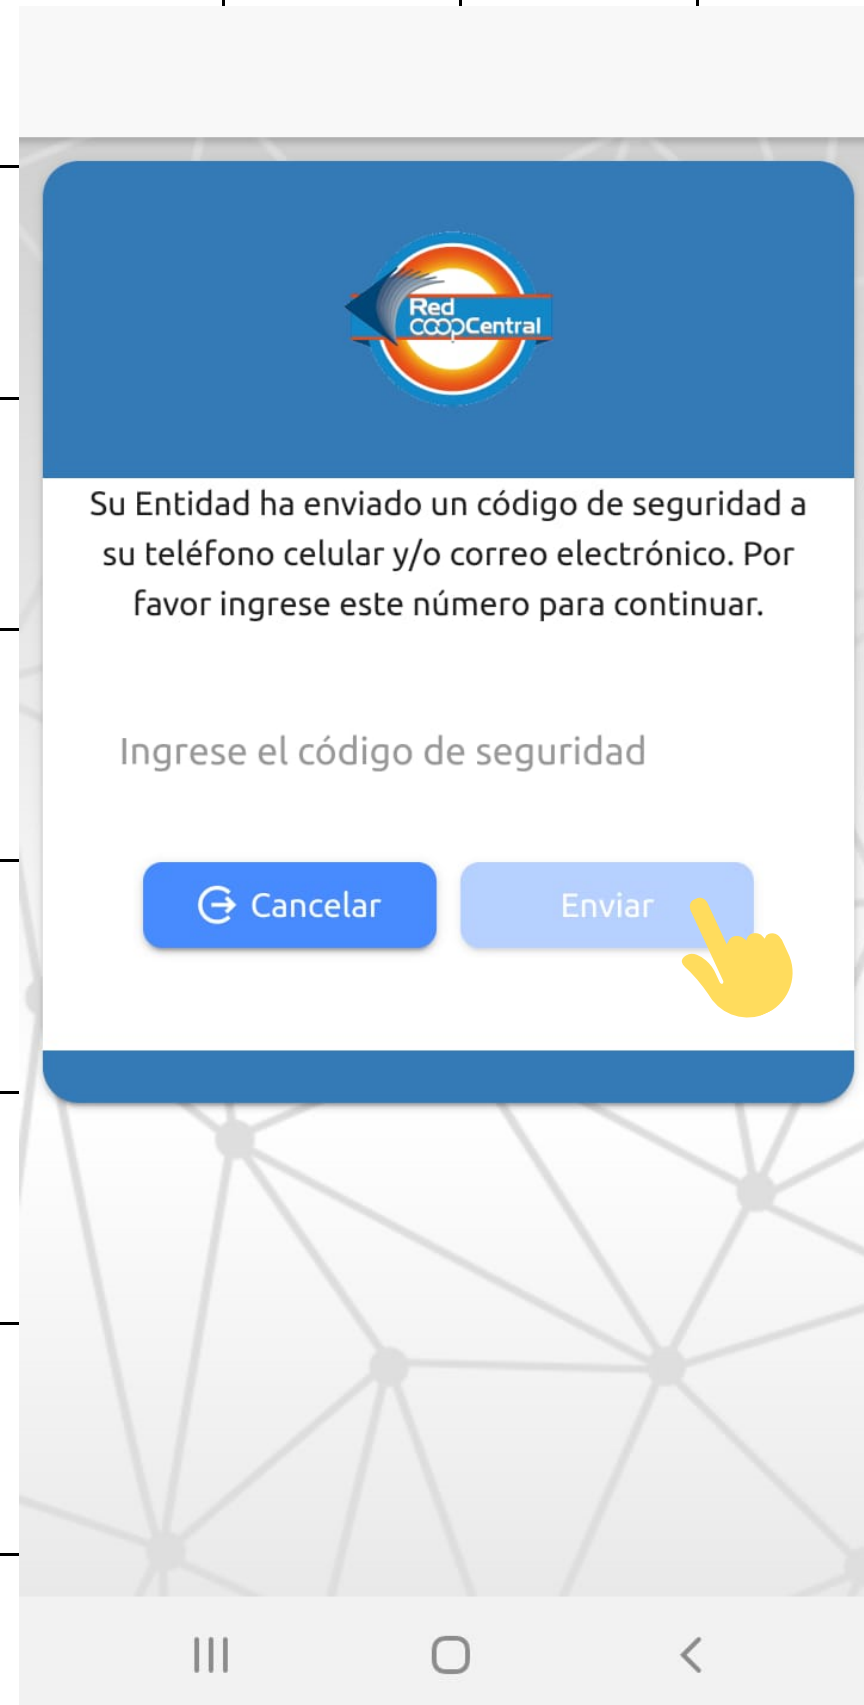 Red
coopCentral
Su Entidad ha enviado un código de seguridad a
su teléfono celular y/o correo electrónico. Por
favor ingrese este número para continuar.
Ingrese el código de seguridad
Cancelar
Enviar